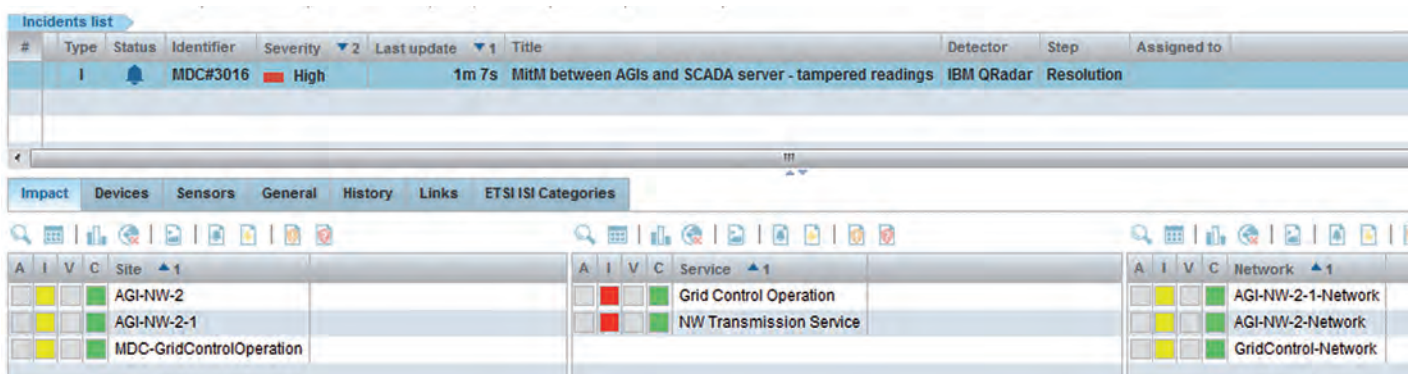 Incidents list
# Type Status Identifier Severity 2 Last update 1 Title Detector Step Assigned to
I MDC#3016 High 1m 7s MitM between AGIs and SCADA server - tampered readings IBM QRadar Resolution
Impact Devices Sensors General History Links ETSI ISI Categories
A I V C Site 1 A I V C Service 1 A I V C Network 1
AGI-NW-2 Grid Control Operation AGI-NW-2-1-Network
AGI-NW-2-1 NW Transmission Service AGI-NW-2-Network
MDC-GridControlOperation GridControl-Network